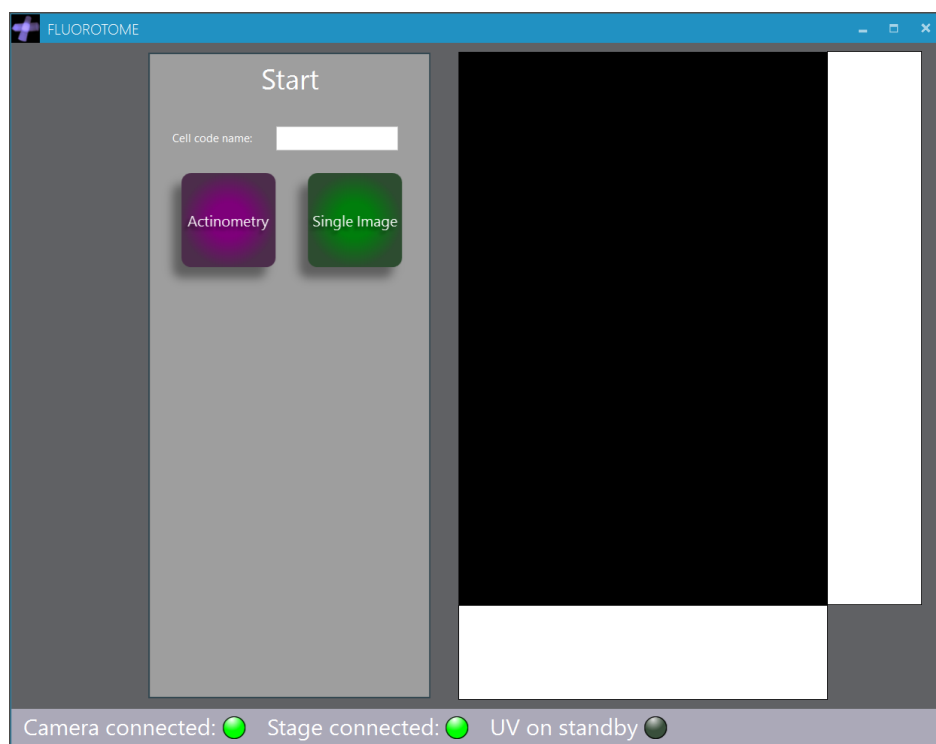 FLUOROTOME
Start
Cell code name:
Actinometry
Single Image
Camera connected:
Stage connected:
UV on standby